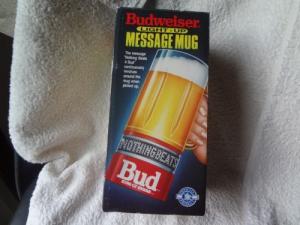 Budweiser
LIGHT-UP
MESSAGE MUG
The message
"Nothing Beats
A Bud"
continuously
revolves
around the
mug when
picked up.
NOTHING BEATS
Bud
KING OF BEERS